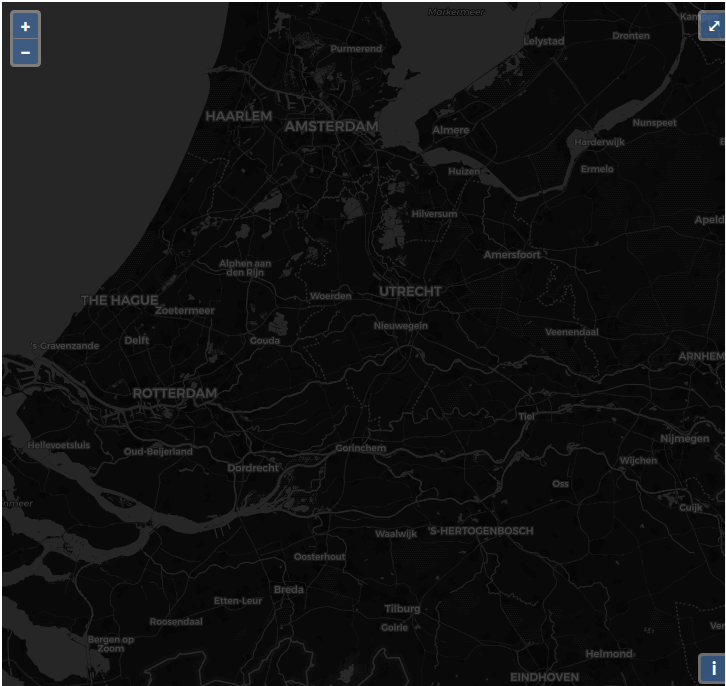 Markermeer
+
−
Purmerend
Lelystad
Dronten
HAARLEM
AMSTERDAM
Almere
Nunspeet
Harderwijk
Huizen
Ermelo
Hilversum
Apeld
Alphen aan
den Rijn
Amersfoort
THE HAGUE
Zoetermeer
Woerden
UTRECHT
Nieuwegein
Veenendaal
's-Gravenzande
Delft
Gouda
ARNHEM
ROTTERDAM
Tiel
Hellevoetsluis
Oud-Beijerland
Gorinchem
Nijmegen
Dordrecht
Wijchen
Oss
Cuijk
nmeer
Waalwijk
'S-HERTOGENBOSCH
Oosterhout
Breda
Etten-Leur
Tilburg
Roosendaal
Goirle
Bergen op
Zoom
Helmond
Ver
EINDHOVEN
i